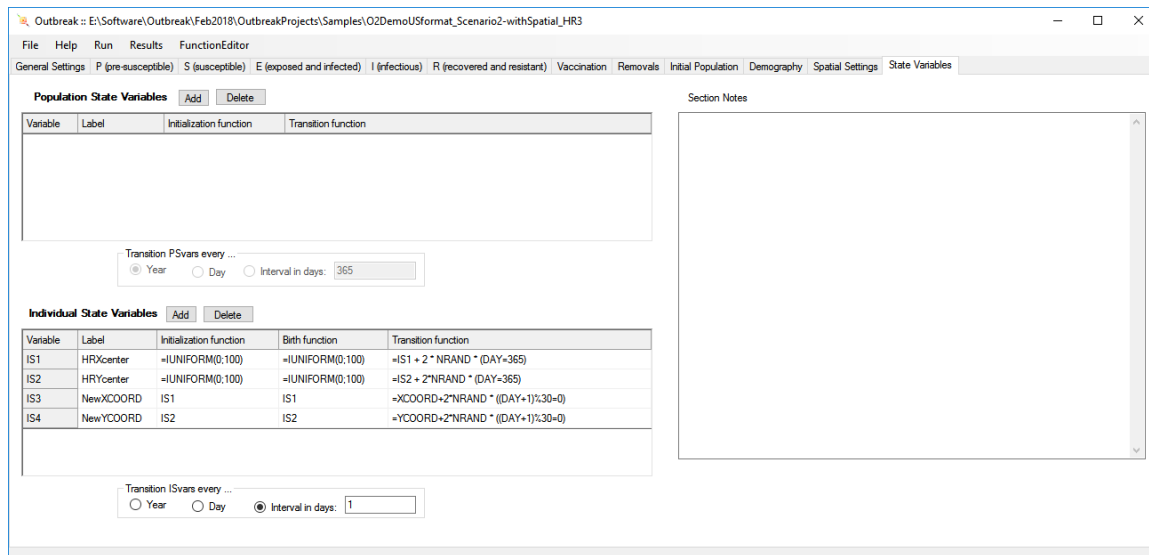 Outbreak :: E:\Software\Outbreak\Feb2018\OutbreakProjects\Samples\O2DemoUSformat_Scenario2-withSpatial_HR3
File Help Run Results FunctionEditor
General Settings P (pre-susceptible) S (susceptible) E (exposed and infected) I (infectious) R (recovered and resistant) Vaccination Removals Initial Population Demography Spatial Settings State Variables
Population State Variables Add Delete
Section Notes
Variable Label Initialization function Transition function
Transition PSvars every ...
Year Day Interval in days: 365
Individual State Variables Add Delete
Variable Label Initialization function Birth function Transition function
IS1 HRXcenter =IUNIFORM(0;100) =IUNIFORM(0;100) =IS1 + 2 * NRAND * (DAY=365)
IS2 HRYcenter =IUNIFORM(0;100) =IUNIFORM(0;100) =IS2 + 2*NRAND * (DAY=365)
IS3 NewXCOORD IS1 IS1 =XCOORD+2*NRAND * ((DAY+1)%30=0)
IS4 NewYCOORD IS2 IS2 =YCOORD+2*NRAND * ((DAY+1)%30=0)
Transition ISvars every ...
Year Day Interval in days: 1